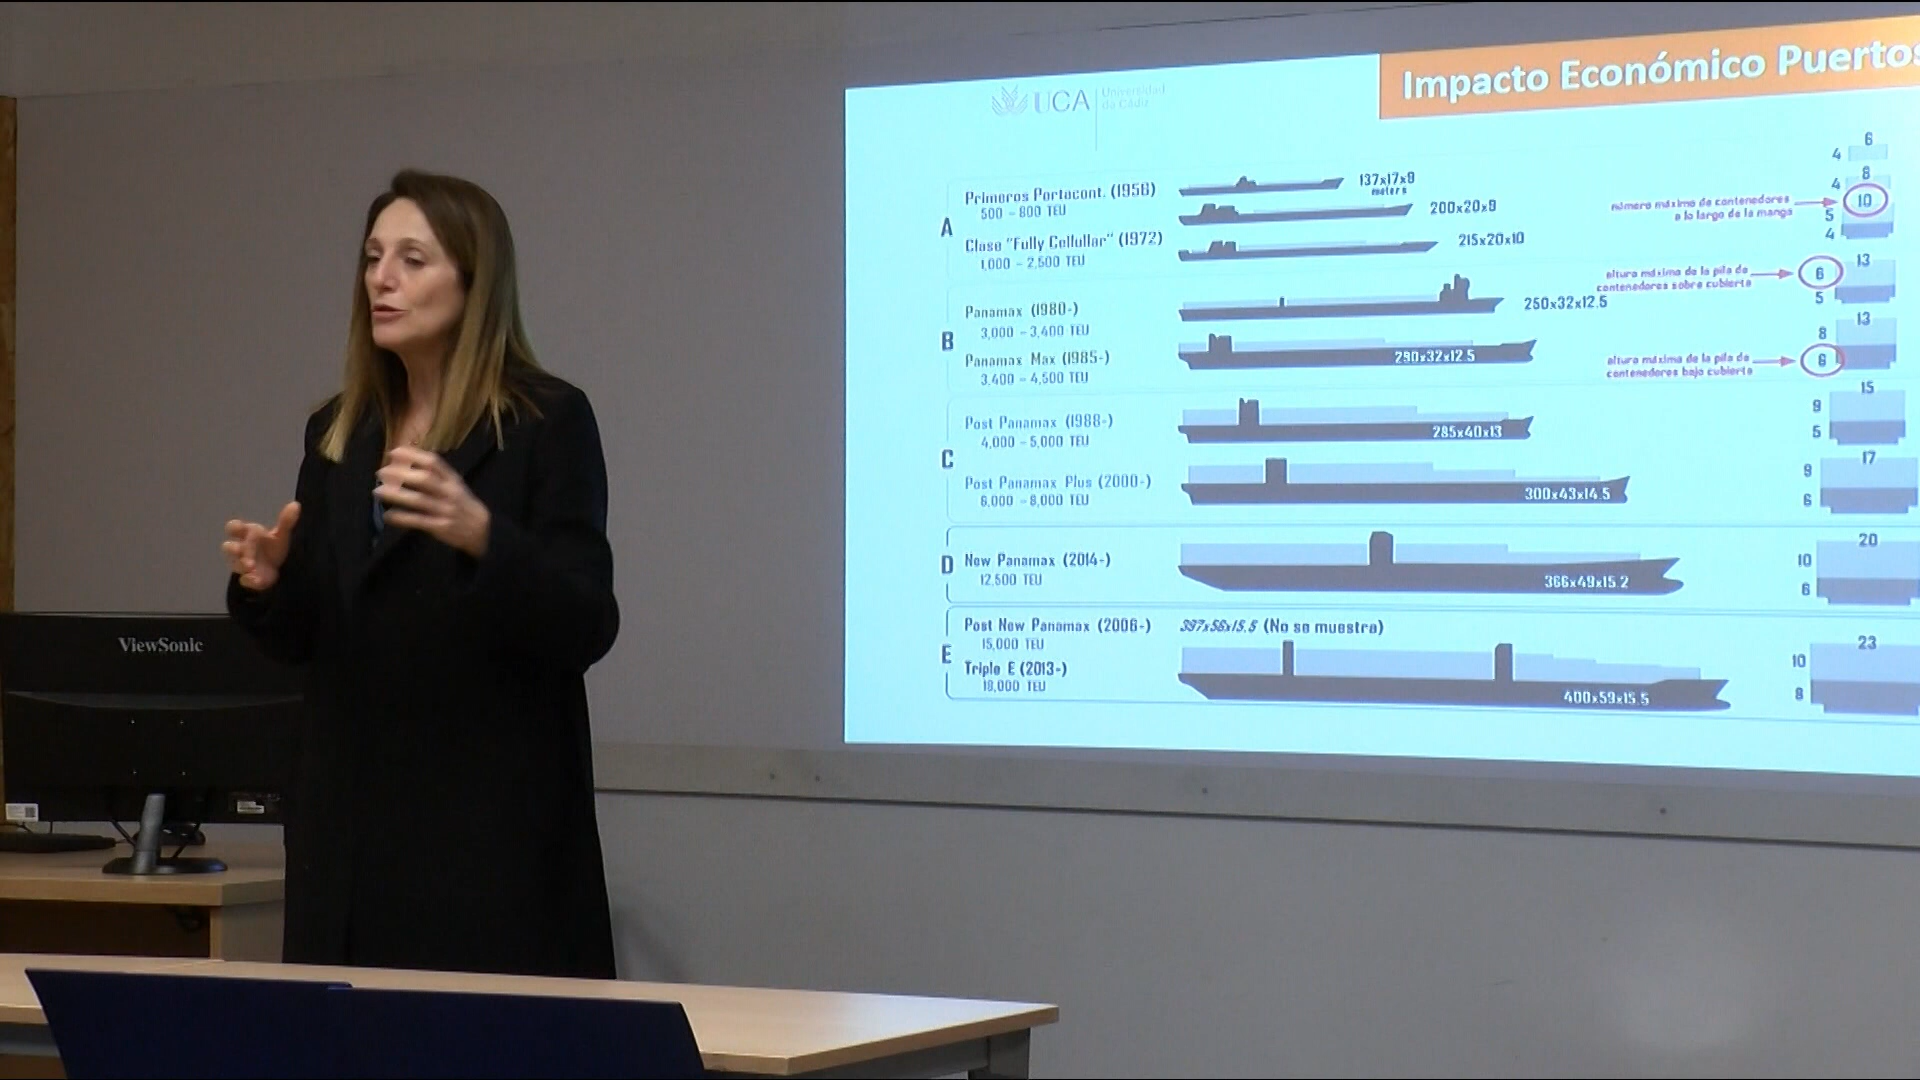 Impacto Económico Puertos
UCA Universidad
de Cádiz
A
Primeros Portacont. (1956)
500 - 800 TEU
137x17x9
meters
200x20x9
Clase "Fully Cellullar" (1972)
1,000 - 2,500 TEU
215x20x10
número máximo de contenedores
a lo largo de la manga
6
4
8
4
10
5
4
B
Panamax (1980-)
3,000 - 3,400 TEU
250x32x12.5
Panamax Max (1985-)
3,400 - 4,500 TEU
290x32x12.5
altura máxima de la pila de
contenedores sobre cubierta
altura máxima de la pila de
contenedores bajo cubierta
13
6
5
13
8
6
C
Post Panamax (1988-)
4,000 - 5,000 TEU
285x40x13
15
9
5
Post Panamax Plus (2000-)
6,000 - 8,000 TEU
300x43x14.5
17
9
6
D
New Panamax (2014-)
12,500 TEU
366x49x15.2
20
10
6
E
Post New Panamax (2006-)
15,000 TEU
397x56x15.5 (No se muestra)
Triple E (2013-)
18,000 TEU
400x59x15.5
23
10
8
ViewSonic